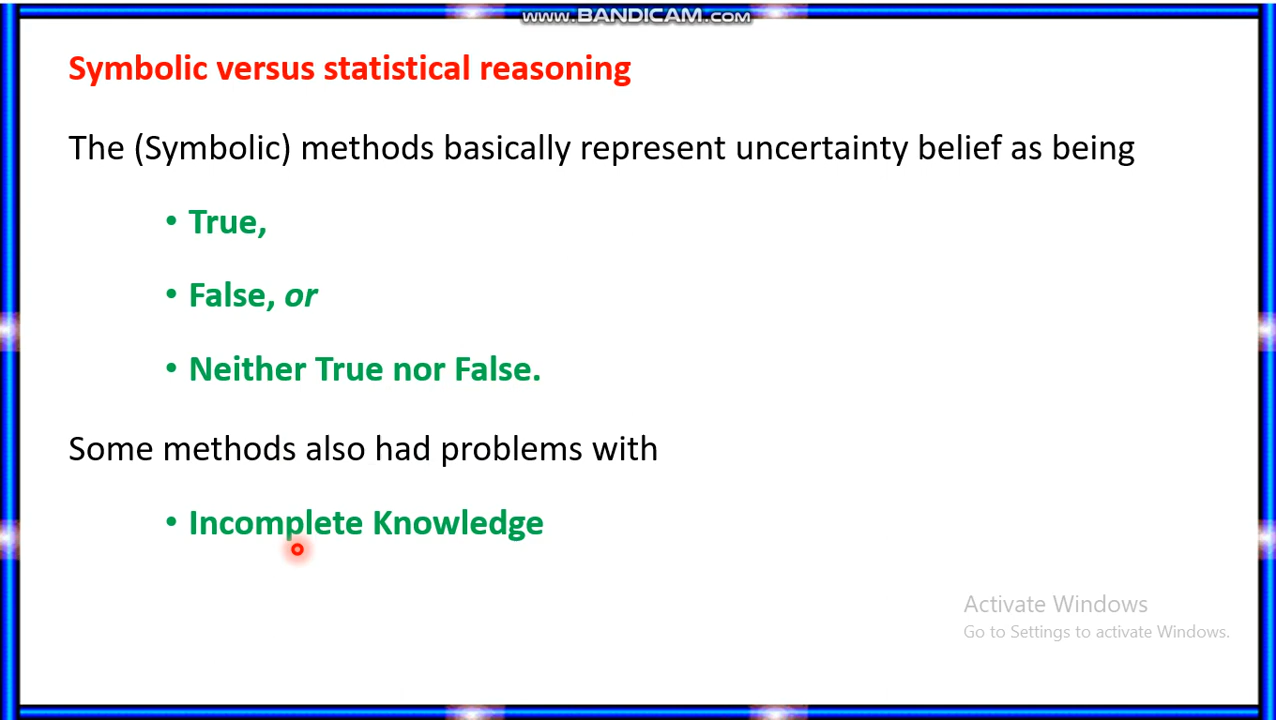 WWW.BANDICAM.COM
Symbolic versus statistical reasoning
The (Symbolic) methods basically represent uncertainty belief as being
• True,
• False, or
• Neither True nor False.
Some methods also had problems with
• Incomplete Knowledge
Activate Windows
Go to Settings to activate Windows.